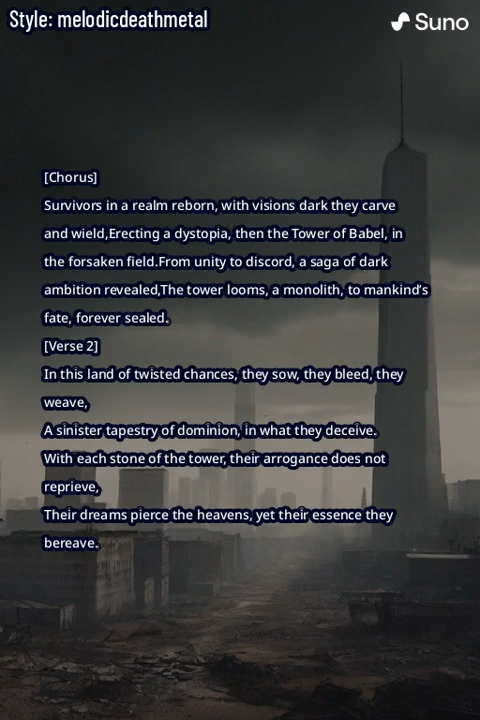 Style: melodicdeathmetal
Suno
[Chorus]
Survivors in a realm reborn, with visions dark they carve
and wield,Erecting a dystopia, then the Tower of Babel, in
the forsaken field.From unity to discord, a saga of dark
ambition revealed,The tower looms, a monolith, to mankind's
fate, forever sealed.
[Verse 2]
In this land of twisted chances, they sow, they bleed, they
weave,
A sinister tapestry of dominion, in what they deceive.
With each stone of the tower, their arrogance does not
reprieve,
Their dreams pierce the heavens, yet their essence they
bereave.